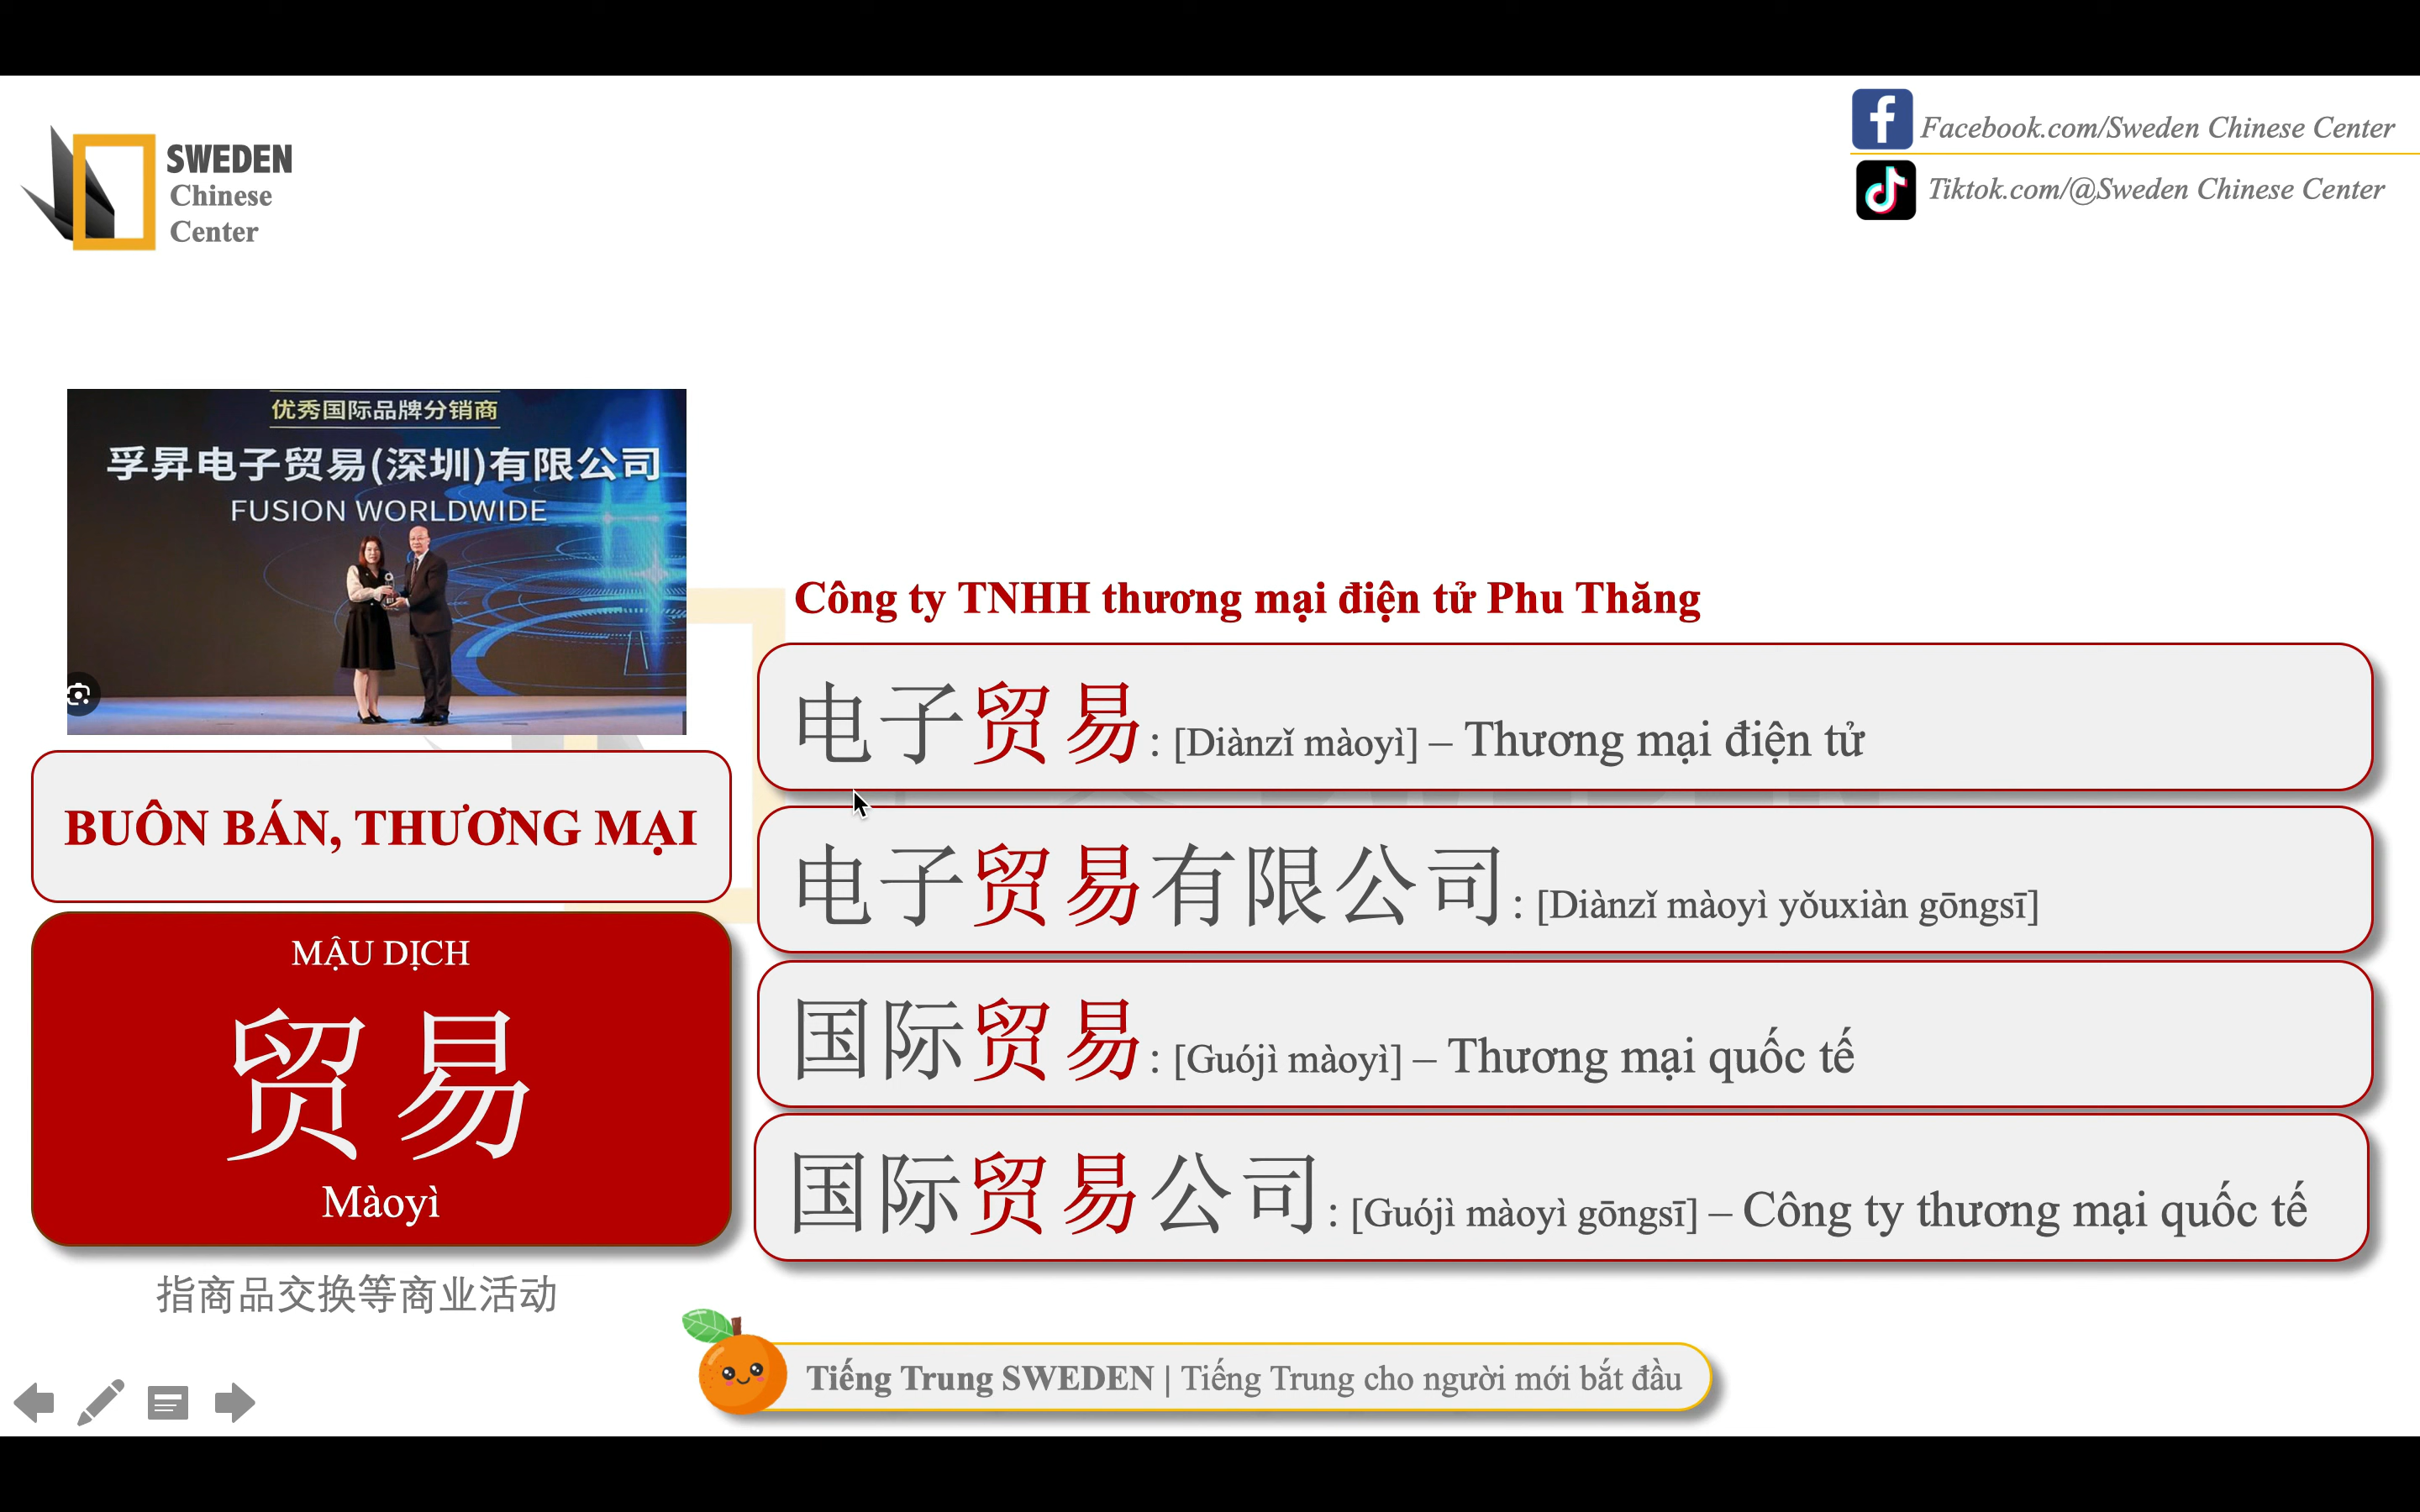 SWEDEN
Chinese
Center
Facebook.com/Sweden Chinese Center
Tiktok.com/@Sweden Chinese Center
优秀国际品牌分销商
孚昇电子贸易(深圳)有限公司
FUSION WORLDWIDE
BUÔN BÁN, THƯƠNG MẠI
MẬU DỊCH
贸易
Màoyì
指商品交换等商业活动
Công ty TNHH thương mại điện tử Phu Thăng
电子贸易: [Diànzǐ màoyì] – Thương mại điện tử
电子贸易有限公司: [Diànzǐ màoyì yǒuxiàn gōngsī]
国际贸易: [Guójì màoyì] – Thương mại quốc tế
国际贸易公司: [Guójì màoyì gōngsī] – Công ty thương mại quốc tế
Tiếng Trung SWEDEN | Tiếng Trung cho người mới bắt đầu